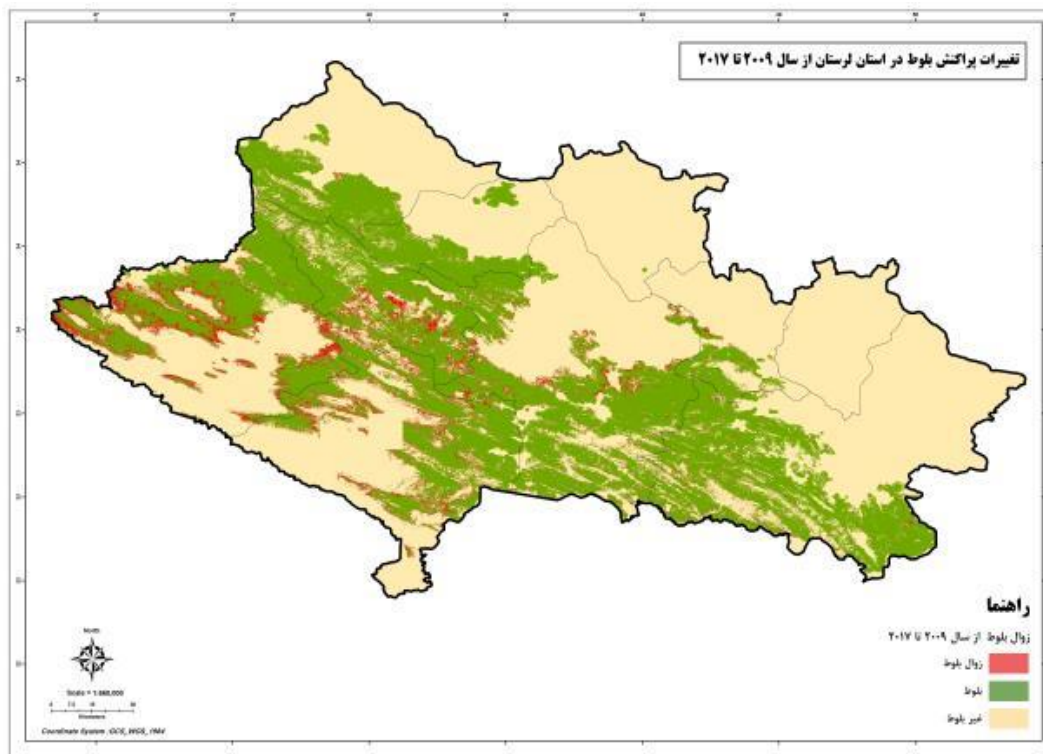 تغییرات پراکنش بلوط در استان لرستان از سال ۲۰۰۹ تا ۲۰۱۷
راهنما
زوال بلوط از سال ۲۰۰۹ تا ۲۰۱۷
زوال بلوط
بلوط
غیر بلوط
North
Kilometers
Coordinate System :GCS_WGS_1984